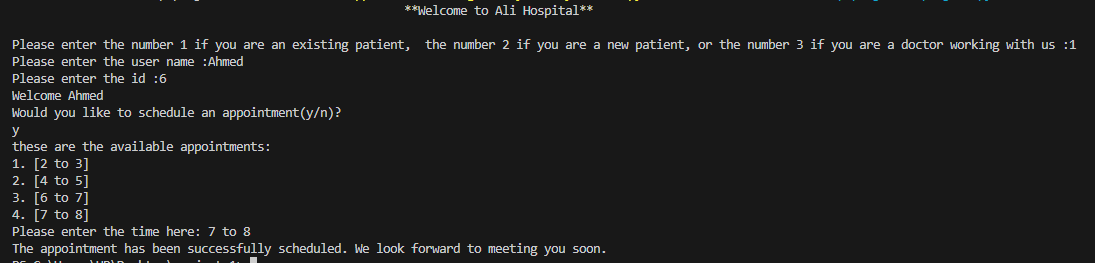 **Welcome to Ali Hospital**
Please enter the number 1 if you are an existing patient,  the number 2 if you are a new patient, or the number 3 if you are a doctor working with us :1
Please enter the user name :Ahmed
Please enter the id :6
Welcome Ahmed
Would you like to schedule an appointment(y/n)?
y
these are the available appointments:
1. [2 to 3]
2. [4 to 5]
3. [6 to 7]
4. [7 to 8]
Please enter the time here: 7 to 8
The appointment has been successfully scheduled. We look forward to meeting you soon.